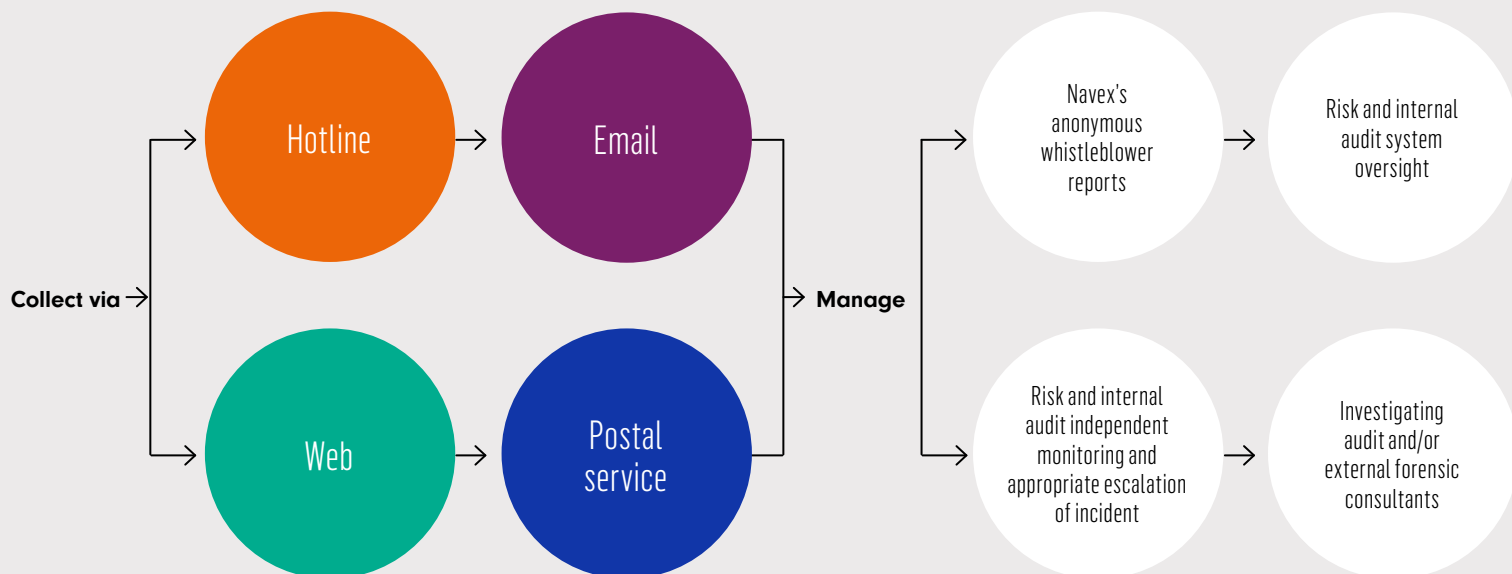 Collect via
Hotline
Email
Web
Postal
service
Manage
Navex's
anonymous
whistleblower
reports
Risk and internal
audit system
oversight
Risk and internal
audit independent
monitoring and
appropriate escalation
of incident
Investigating
audit and/or
external forensic
consultants